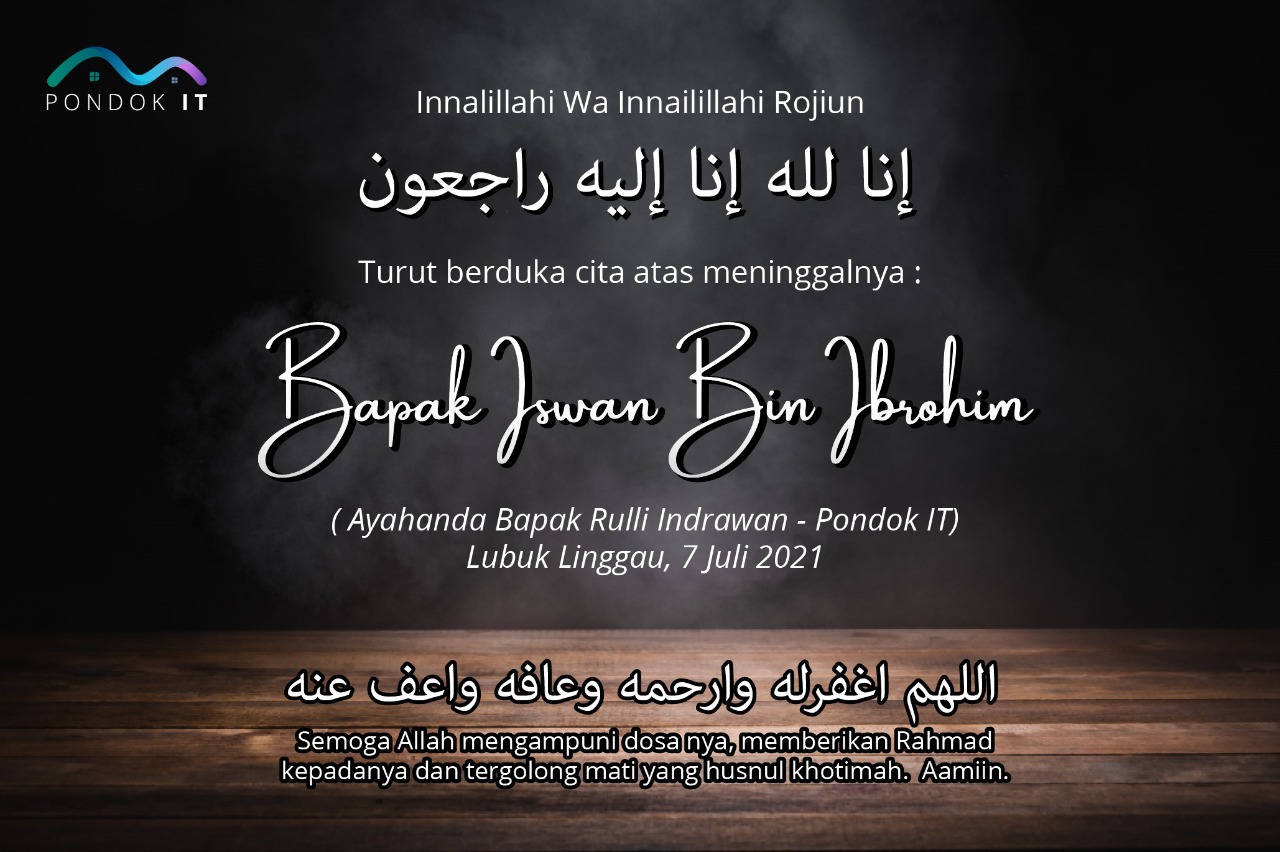 PONDOK IT
Innalillahi Wa Innailillahi Rojiun
إنا لله إنا إليه راجعون
Turut berduka cita atas meninggalnya :
Bapak Iswan Bin Ibrohim
( Ayahanda Bapak Rulli Indrawan - Pondok IT)
Lubuk Linggau, 7 Juli 2021
اللهم اغفرله وارحمه وعافه واعف عنه
Semoga Allah mengampuni dosa nya, memberikan Rahmad
kepadanya dan tergolong mati yang husnul khotimah. Aamiin.